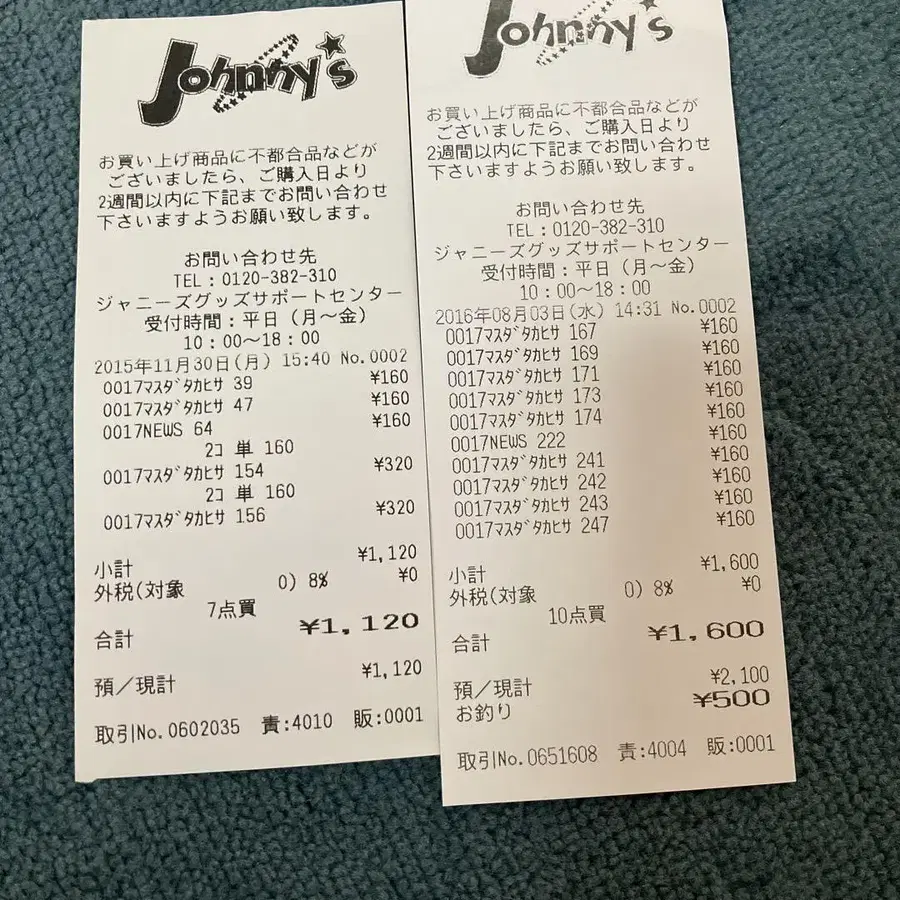 Johnny's
お買い上げ商品に不都合品などが
ございましたら、ご購入日より
2週間以内に下記までお問い合わせ
下さいますようお願い致します。
お問い合わせ先
TEL:0120-382-310
ジャニーズグッズサポートセンター
受付時間:平日(月〜金)
10:00〜18:00
2015年11月30日(月) 15:40 No.0002
0017マスダタカヒサ 39 ¥160
0017マスダタカヒサ 47 ¥160
0017NEWS 64 ¥160
2コ 単 160
0017マスダタカヒサ 154 ¥320
2コ 単 160
0017マスダタカヒサ 156 ¥320
小計 ¥1,120
外税(対象 0) 8% ¥0
7点買
合計 ¥1,120
預/現計 ¥1,120
取引No.0602035 責:4010 販:0001
Johnny's
お買い上げ商品に不都合品などが
ございましたら、ご購入日より
2週間以内に下記までお問い合わせ
下さいますようお願い致します。
お問い合わせ先
TEL:0120-382-310
ジャニーズグッズサポートセンター
受付時間:平日(月〜金)
10:00〜18:00
2016年08月03日(水) 14:31 No.0002
0017マスダタカヒサ 167 ¥160
0017マスダタカヒサ 169 ¥160
0017マスダタカヒサ 171 ¥160
0017マスダタカヒサ 173 ¥160
0017マスダタカヒサ 174 ¥160
0017NEWS 222 ¥160
0017マスダタカヒサ 241 ¥160
0017マスダタカヒサ 242 ¥160
0017マスダタカヒサ 243 ¥160
0017マスダタカヒサ 247 ¥160
小計 ¥1,600
外税(対象 0) 8% ¥0
10点買
合計 ¥1,600
預/現計 ¥2,100
お釣り ¥500
取引No.0651608 責:4004 販:0001